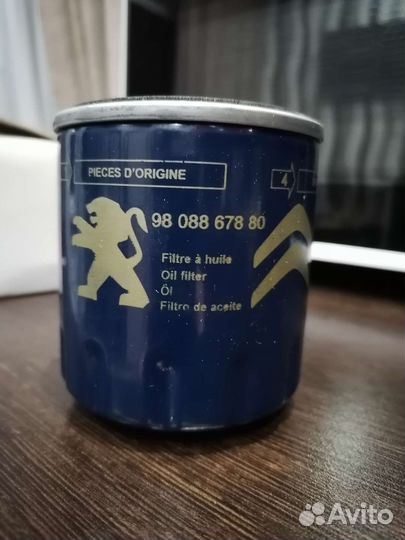 PIECES D'ORIGINE
4
98 088 678 80
Filtre à huile
Oil filter
Öl
Filtro de aceite
Avito